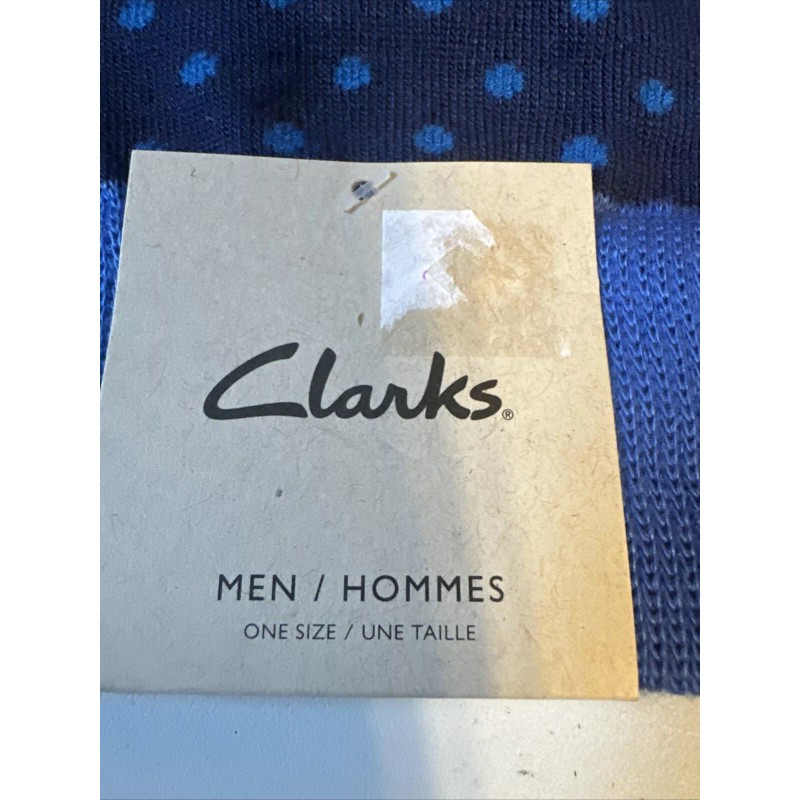 Clarks®
MEN / HOMMES
ONE SIZE / UNE TAILLE